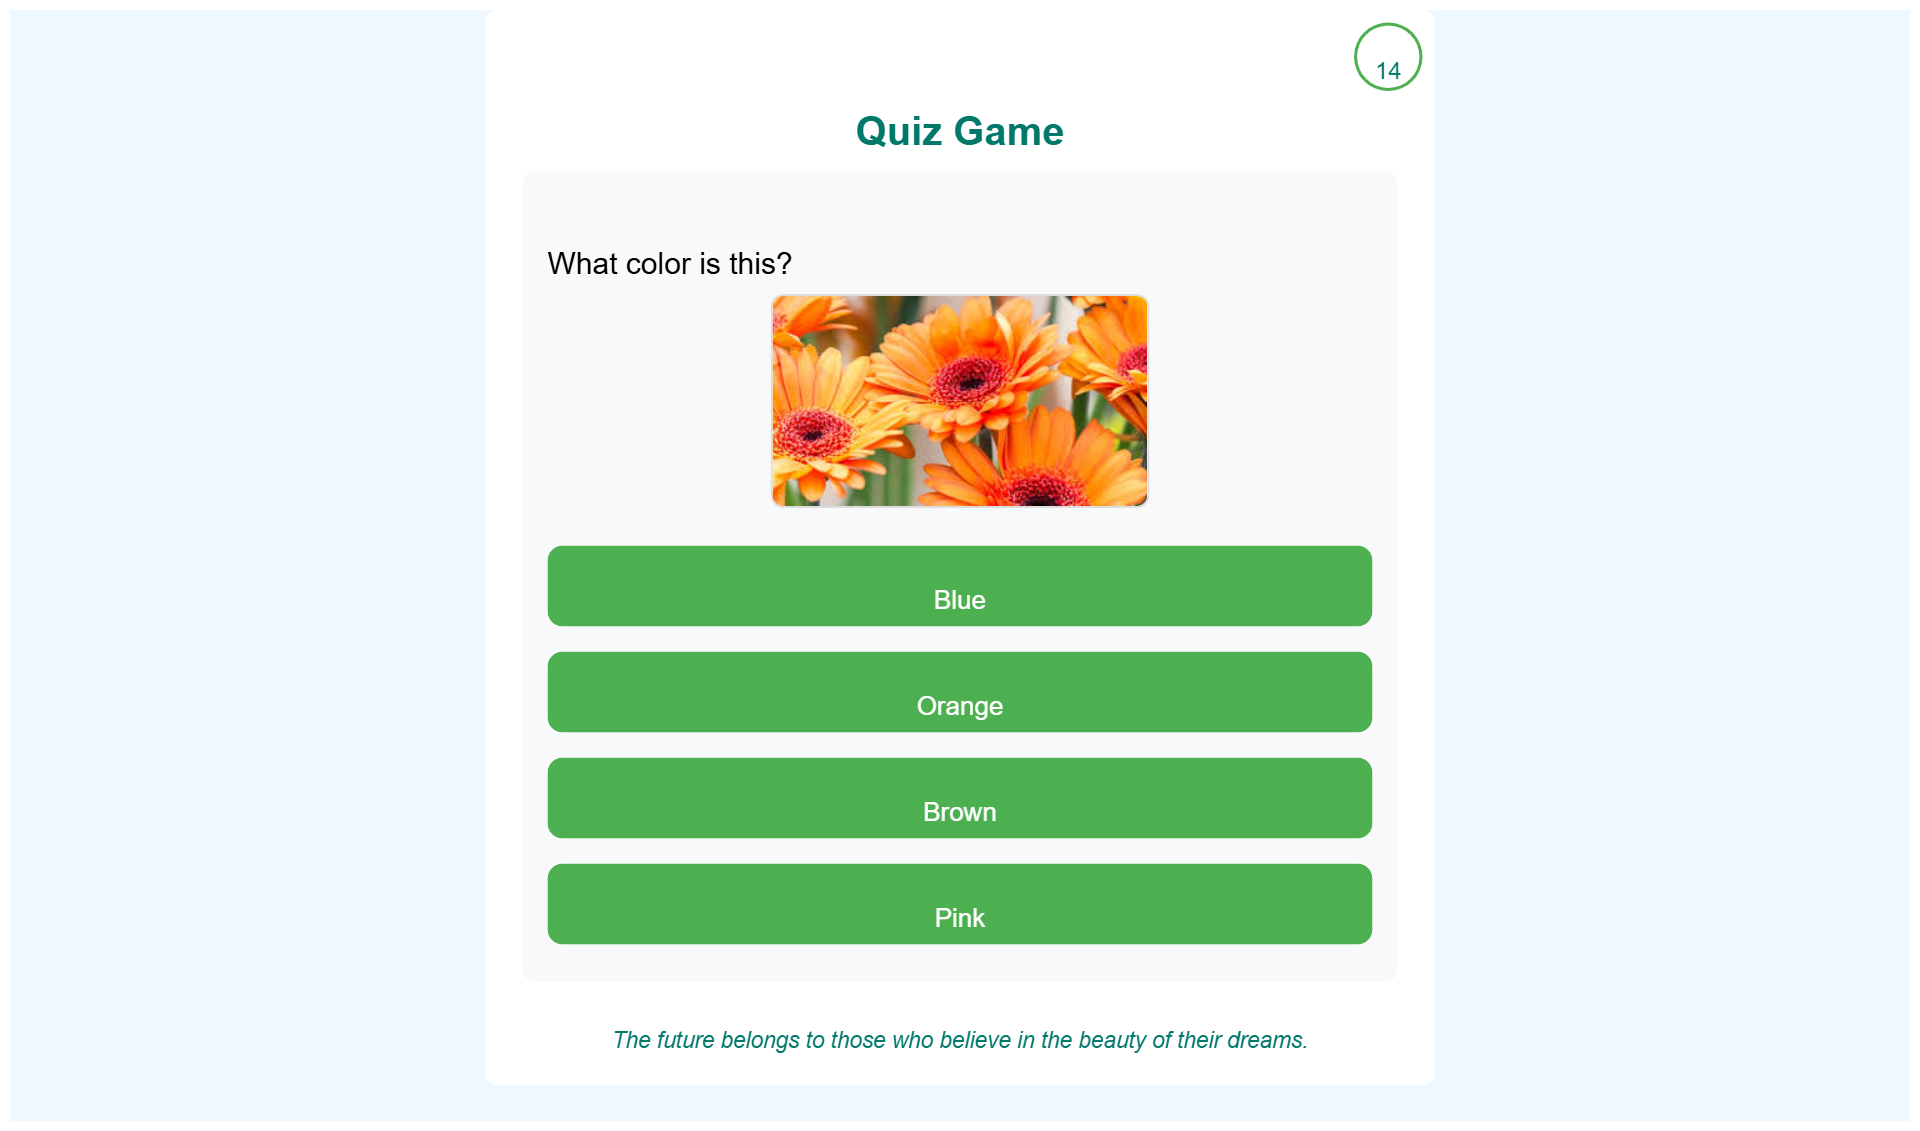 14
Quiz Game
What color is this?
Blue
Orange
Brown
Pink
The future belongs to those who believe in the beauty of their dreams.